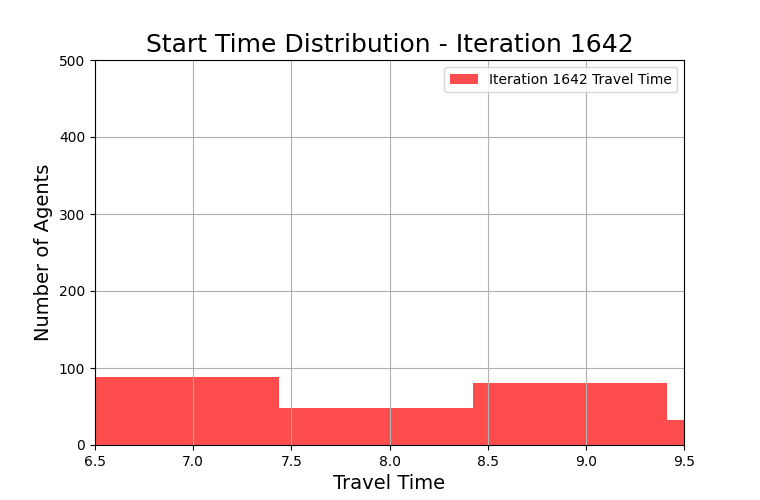 Start Time Distribution - Iteration 1642
Iteration 1642 Travel Time
Number of Agents
500
400
300
200
100
0
6.5 7.0 7.5 8.0 8.5 9.0 9.5
Travel Time